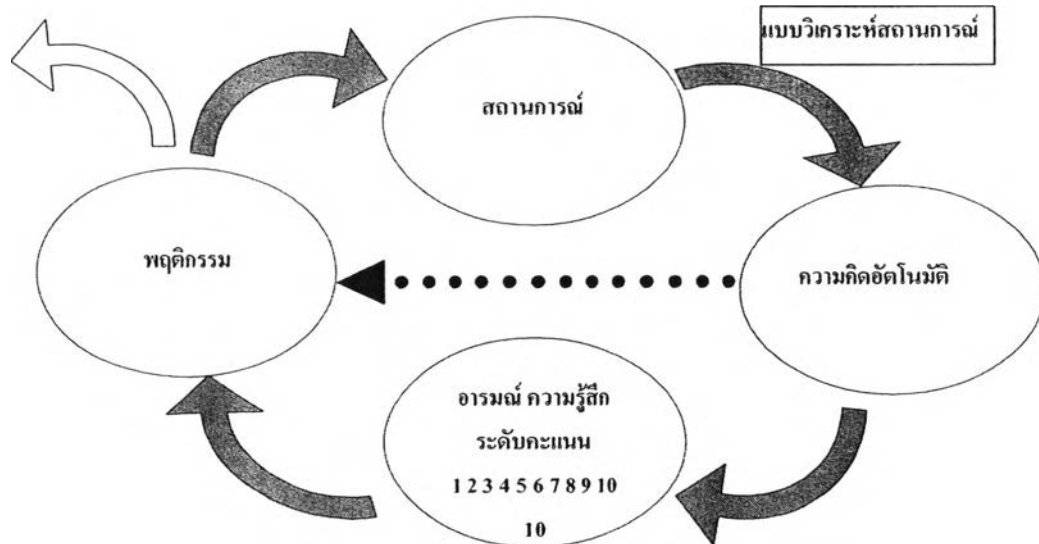 แบบวิเคราะห์สถานการณ์
สถานการณ์
พฤติกรรม
ความคิดอัตโนมัติ
อารมณ์ ความรู้สึก
ระดับคะแนน
1 2 3 4 5 6 7 8 9 10
10